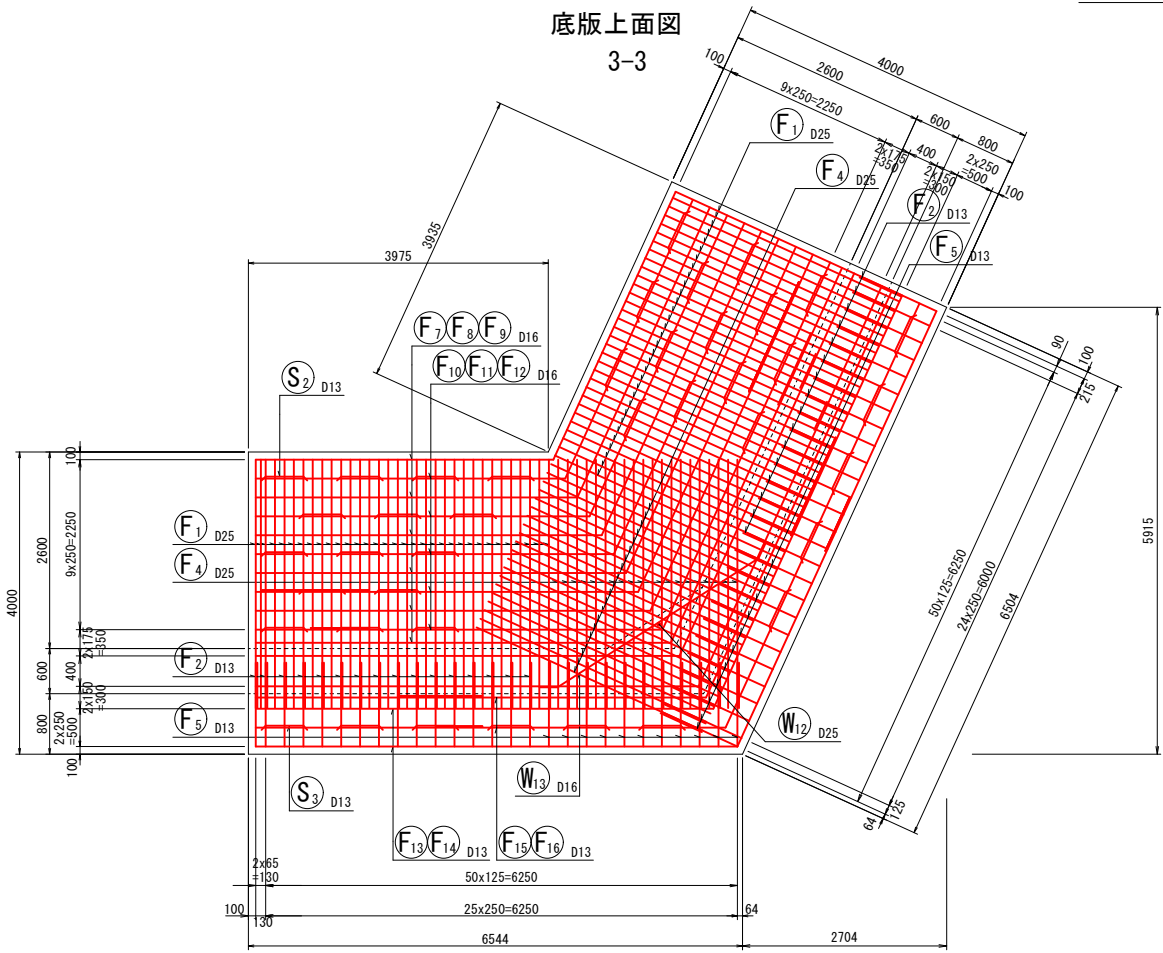 底版上面図
3-3
100
2600
4000
9x250=2250
600
800
2x175
=350
400
2x150
=300
2x250
=500
100
F1 D25
F4 D25
F2 D13
F5 D13
3935
3975
F7 F8 F9 D16
F10 F11 F12 D16
S2 D13
90
100
215
5915
50x125=6250
24x250=6000
6504
125
64
4000
2600
600
800
100
9x250=2250
2x175
=350
400
2x150
=300
2x250
=500
100
F1 D25
F4 D25
F2 D13
F5 D13
W12 D25
W13 D16
S3 D13
F13 F14 D13
F15 F16 D13
2x65
=130
50x125=6250
100
130
25x250=6250
64
6544
2704